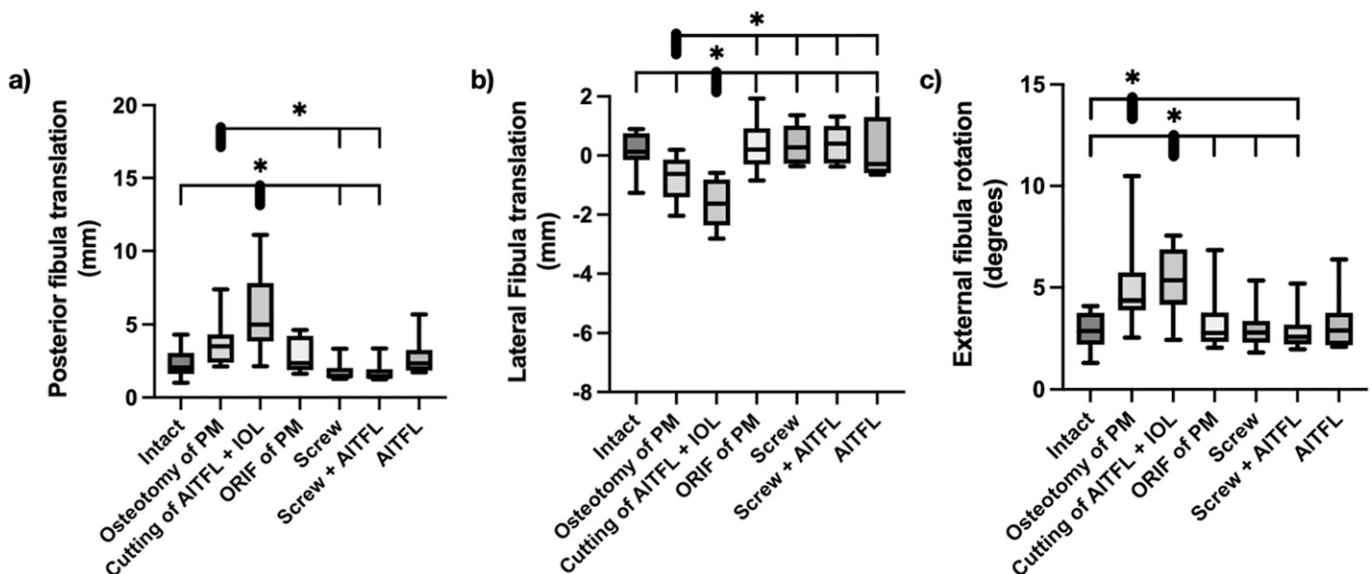 a)
*
*
Posterior fibula translation
(mm)
20
15
10
5
0
Intact
Osteotomy of PM
Cutting of AITFL + IOL
ORIF of PM
Screw
Screw + AITFL
AITFL
b)
*
*
Lateral Fibula translation
(mm)
2
0
-2
-4
-6
-8
Intact
Osteotomy of PM
Cutting of AITFL + IOL
ORIF of PM
Screw
Screw + AITFL
AITFL
c)
*
*
External fibula rotation
(degrees)
15
10
5
0
Intact
Osteotomy of PM
Cutting of AITFL + IOL
ORIF of PM
Screw
Screw + AITFL
AITFL